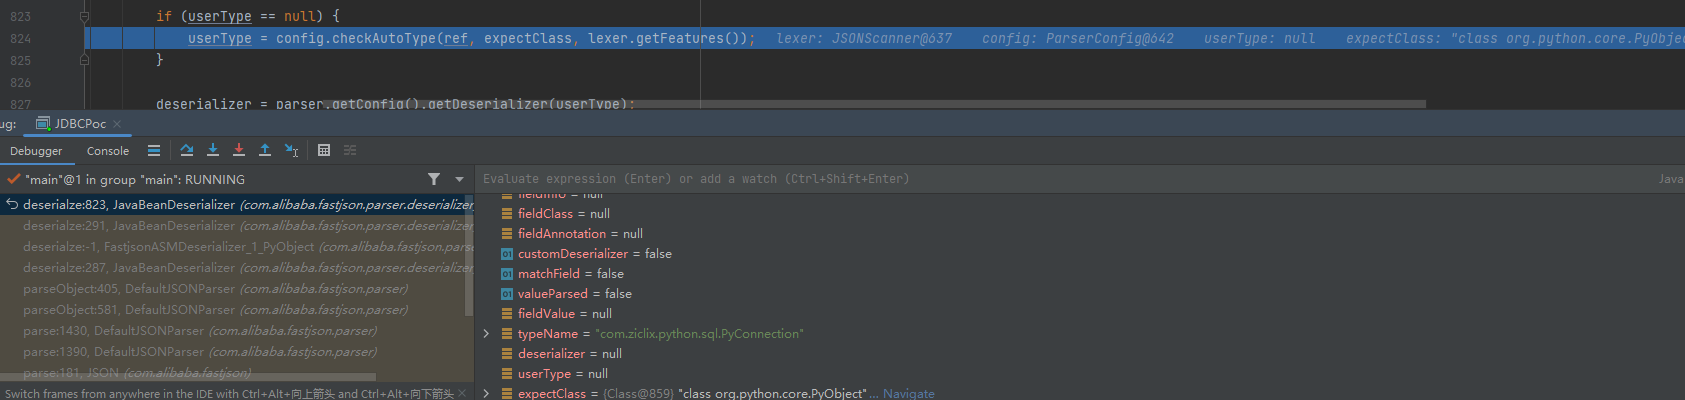 823 if (userType == null) {
824 userType = config.checkAutoType(ref, expectClass, lexer.getFeatures()); lexer: JSONScanner@637 config: ParserConfig@642 userType: null expectClass: "class org.python.core.PyObjec
825 }
826
827 deserializer = parser.getConfig().getDeserializer(userType);
ug: JDBCPoc
Debugger Console
"main"@1 in group "main": RUNNING
deserialze:823, JavaBeanDeserializer (com.alibaba.fastjson.parser.deserializer
deserialze:291, JavaBeanDeserializer (com.alibaba.fastjson.parser.deserializer
deserialze:-1, FastjsonASMDeserializer_1_PyObject (com.alibaba.fastjson.pars
deserialze:287, JavaBeanDeserializer (com.alibaba.fastjson.parser.deserializer
parseObject:405, DefaultJSONParser (com.alibaba.fastjson.parser)
parseObject:581, DefaultJSONParser (com.alibaba.fastjson.parser)
parse:1430, DefaultJSONParser (com.alibaba.fastjson.parser)
parse:1390, DefaultJSONParser (com.alibaba.fastjson.parser)
parse:181, JSON (com.alibaba.fastjson)
Switch frames from anywhere in the IDE with Ctrl+Alt+向上箭头 and Ctrl+Alt+向下箭头
Evaluate expression (Enter) or add a watch (Ctrl+Shift+Enter) Java
fieldInfo = null
fieldClass = null
fieldAnnotation = null
customDeserializer = false
matchField = false
valueParsed = false
fieldValue = null
typeName = "com.ziclix.python.sql.PyConnection"
deserializer = null
userType = null
expectClass = {Class@859} "class org.python.core.PyObject"... Navigate